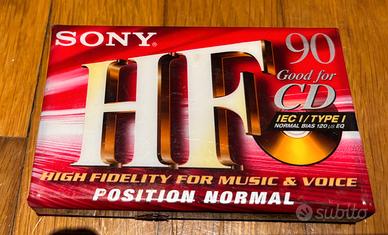 SONY
HF
90
Good for
CD
IEC I / TYPE I
NORMAL BIAS 120 µs EQ
HIGH FIDELITY FOR MUSIC & VOICE
POSITION NORMAL
subito